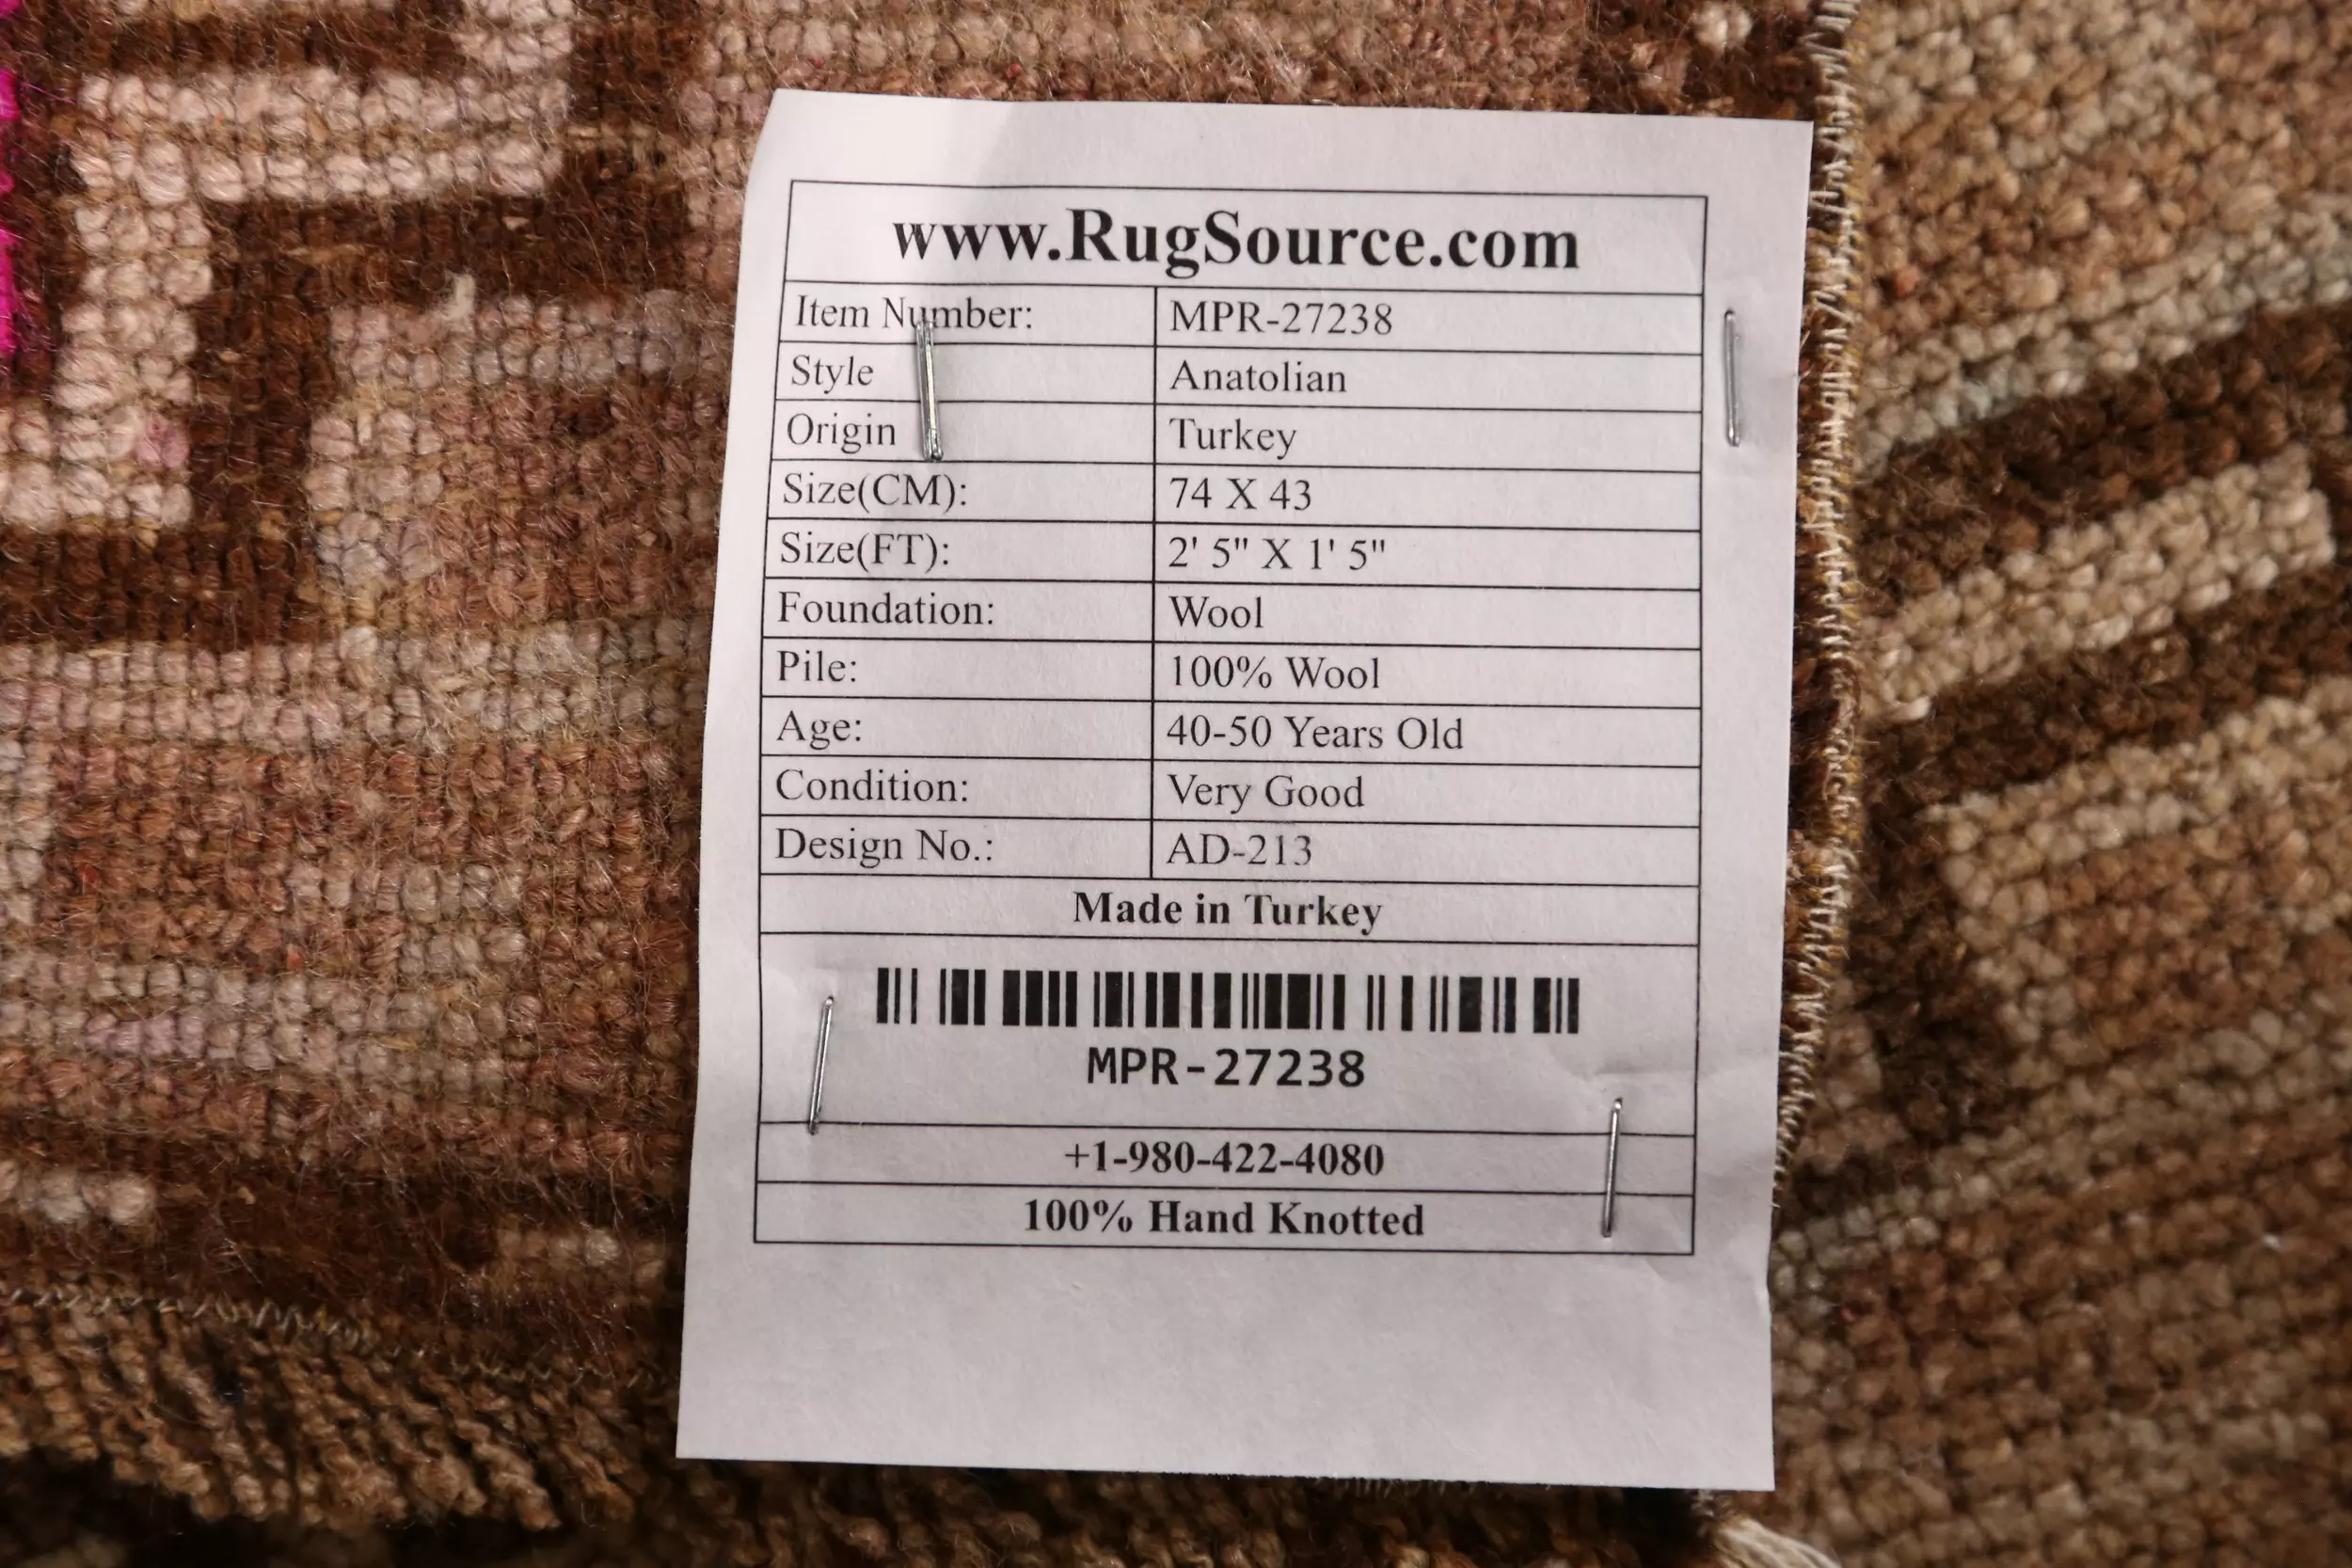 www.RugSource.com
Item Number: MPR-27238
Style Anatolian
Origin Turkey
Size(CM): 74 X 43
Size(FT): 2' 5" X 1' 5"
Foundation: Wool
Pile: 100% Wool
Age: 40-50 Years Old
Condition: Very Good
Design No.: AD-213
Made in Turkey
MPR-27238
+1-980-422-4080
100% Hand Knotted